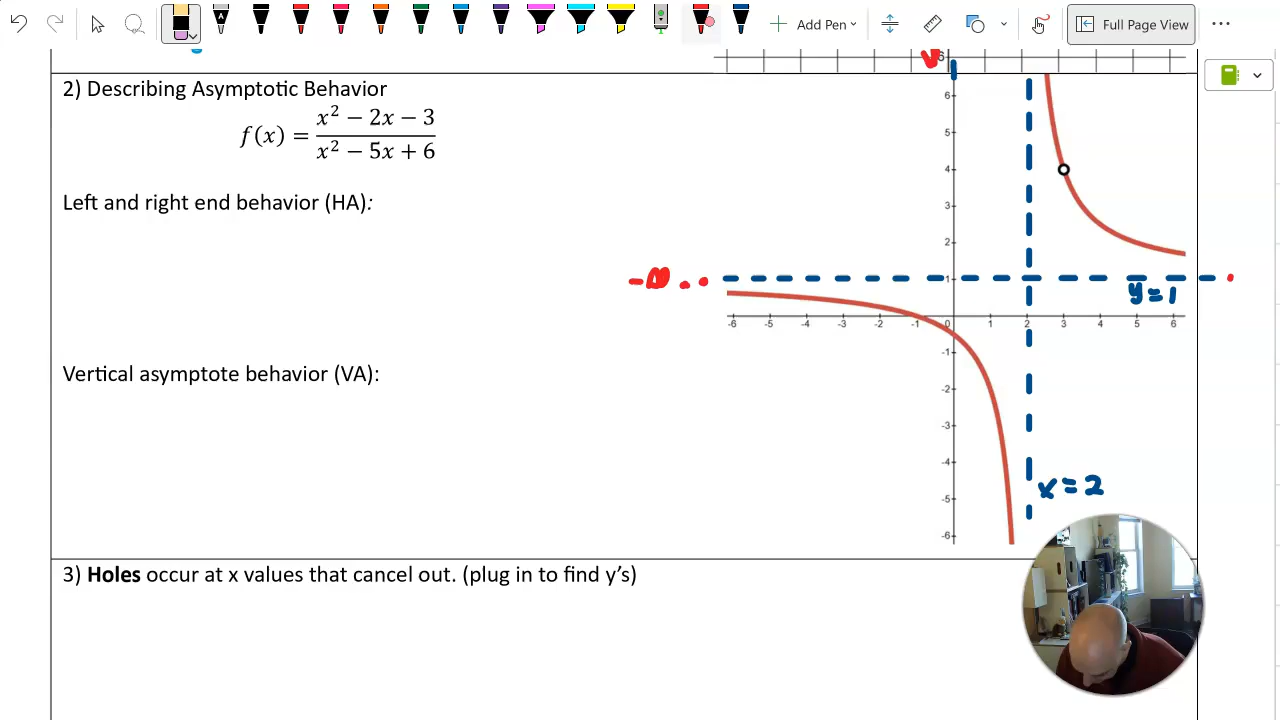 Add Pen
Full Page View
2) Describing Asymptotic Behavior
f(x) = (x² − 2x − 3)/(x² − 5x + 6)
Left and right end behavior (HA):
Vertical asymptote behavior (VA):
6
6
5
4
3
2
1
-∞
y=1
-6 -5 -4 -3 -2 -1 0 1 2 3 4 5 6
-1
-2
-3
-4
-5
-6
x=2
3) Holes occur at x values that cancel out. (plug in to find y’s)